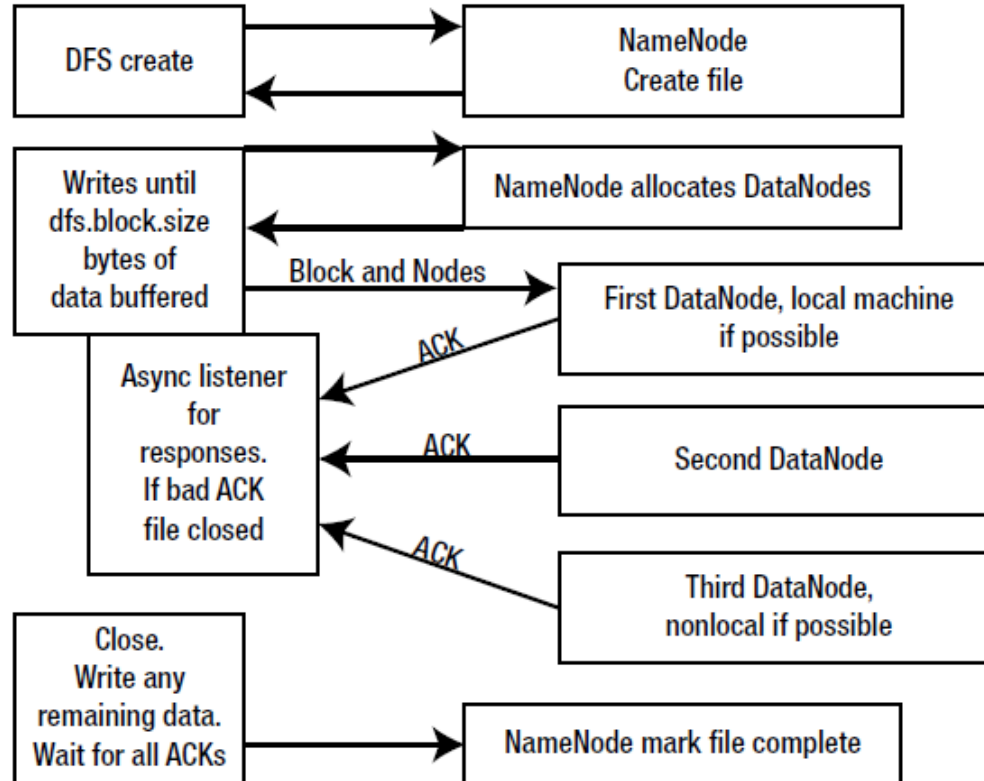 DFS create
NameNode
Create file
Writes until
dfs.block.size
bytes of
data buffered
NameNode allocates DataNodes
Block and Nodes
First DataNode, local machine
if possible
ACK
Async listener
for
responses.
If bad ACK
file closed
ACK
Second DataNode
ACK
Third DataNode,
nonlocal if possible
Close.
Write any
remaining data.
Wait for all ACKs
NameNode mark file complete